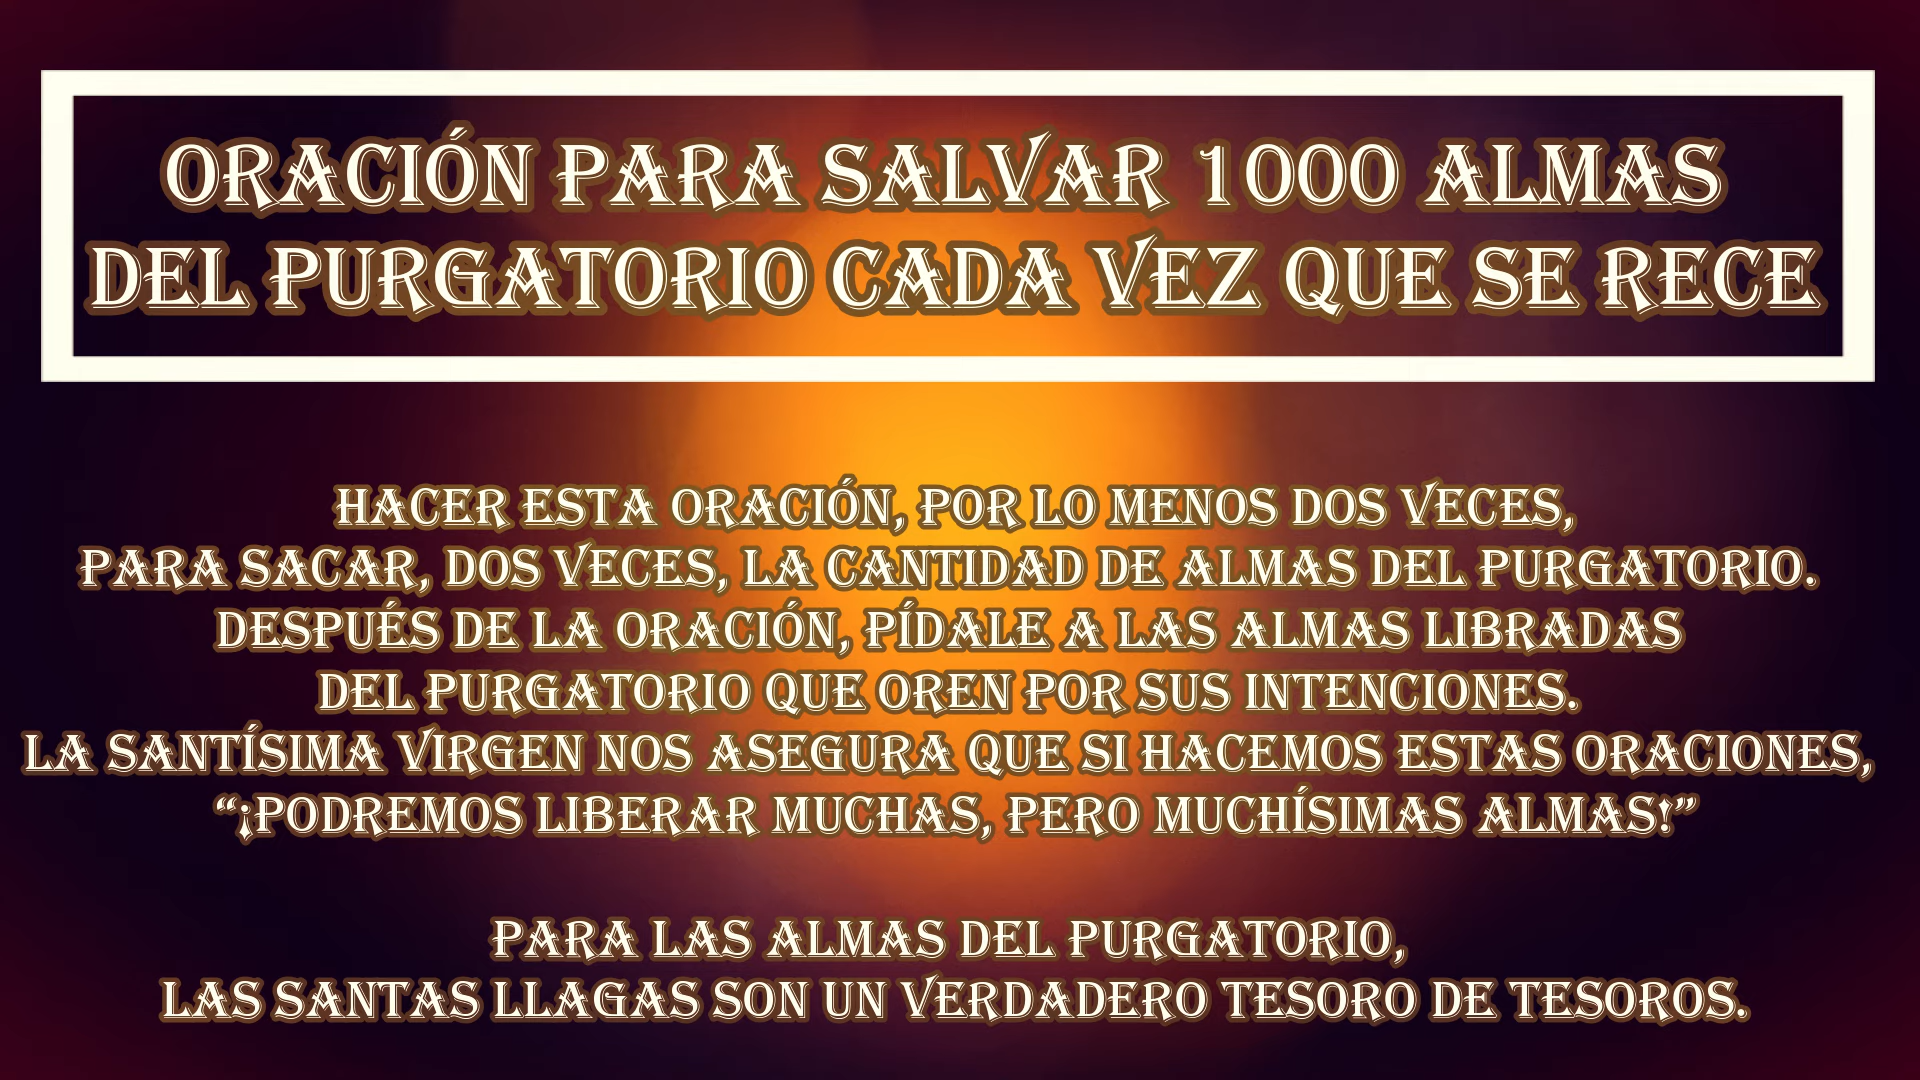 ORACIÓN PARA SALVAR 1000 ALMAS
DEL PURGATORIO CADA VEZ QUE SE RECE
HACER ESTA ORACIÓN, POR LO MENOS DOS VECES,
PARA SACAR, DOS VECES, LA CANTIDAD DE ALMAS DEL PURGATORIO.
DESPUÉS DE LA ORACIÓN, PÍDALE A LAS ALMAS LIBRADAS
DEL PURGATORIO QUE OREN POR SUS INTENCIONES.
LA SANTÍSIMA VIRGEN NOS ASEGURA QUE SI HACEMOS ESTAS ORACIONES,
“¡PODREMOS LIBERAR MUCHAS, PERO MUCHÍSIMAS ALMAS!”
PARA LAS ALMAS DEL PURGATORIO,
LAS SANTAS LLAGAS SON UN VERDADERO TESORO DE TESOROS.